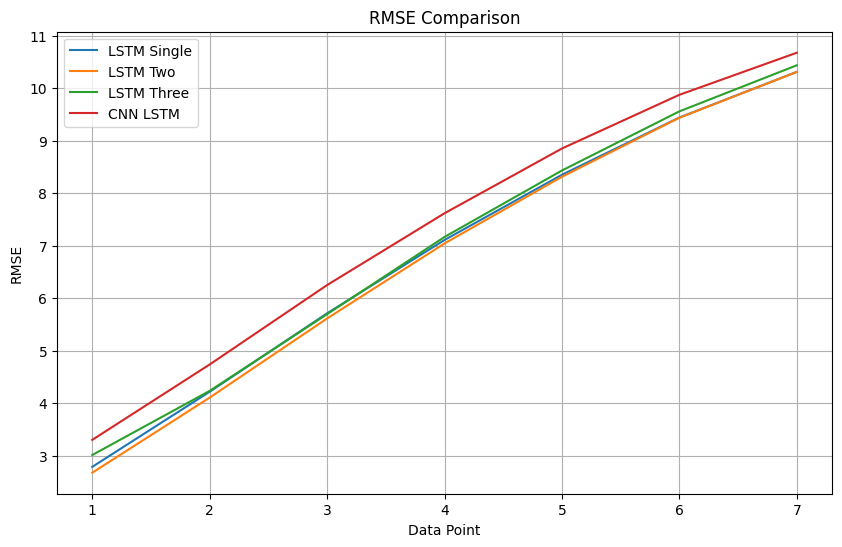 RMSE Comparison
11
10
9
8
7
6
5
4
3
RMSE
LSTM Single
LSTM Two
LSTM Three
CNN LSTM
1 2 3 4 5 6 7
Data Point